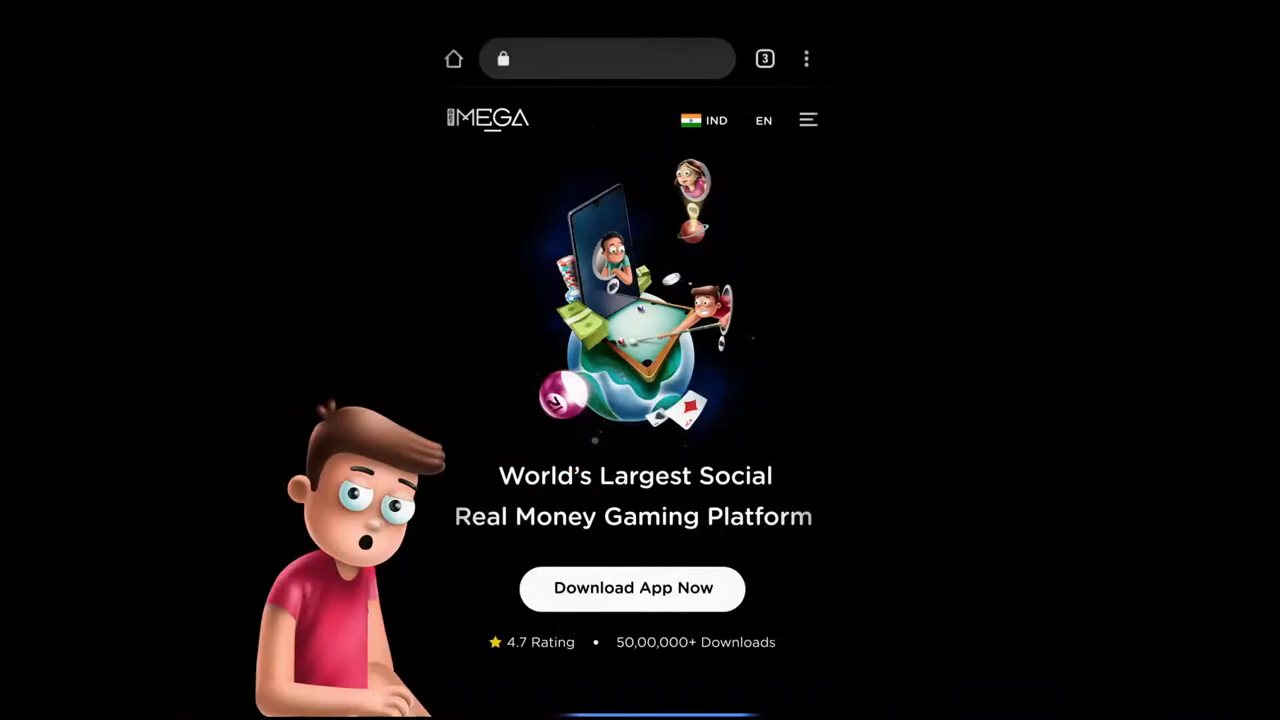 3
MEGA
IND EN
World's Largest Social
Real Money Gaming Platform
Download App Now
4.7 Rating • 50,00,000+ Downloads